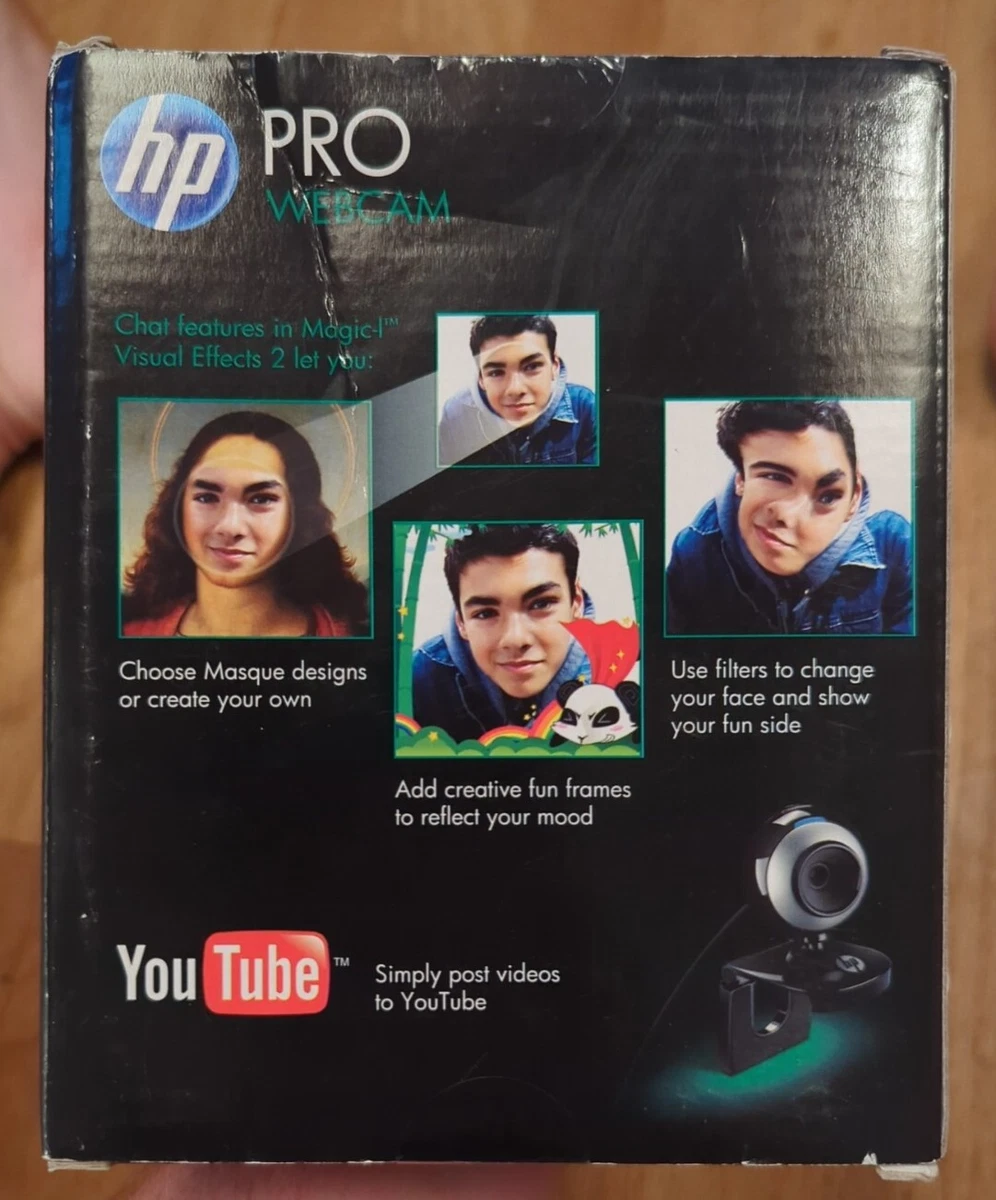 hp
PRO
WEBCAM
Chat features in Magic-I™
Visual Effects 2 let you:
Choose Masque designs
or create your own
Add creative fun frames
to reflect your mood
Use filters to change
your face and show
your fun side
YouTube™
Simply post videos
to YouTube
hp